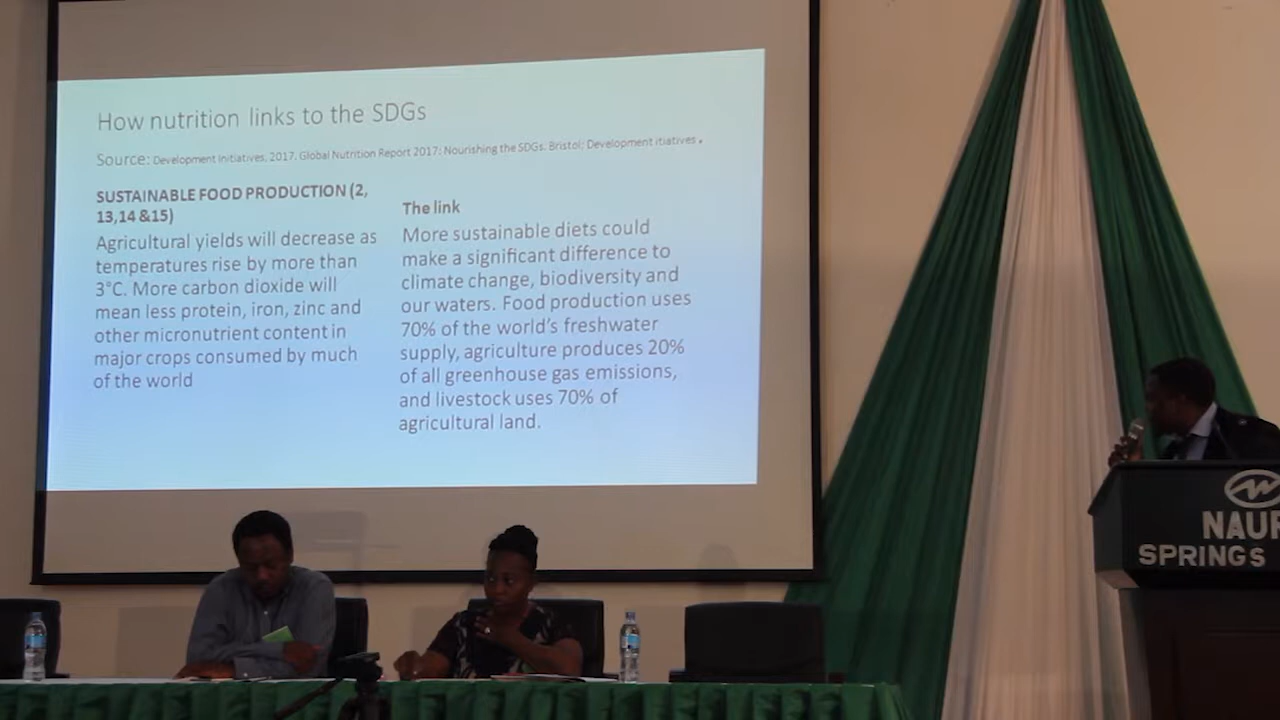 How nutrition links to the SDGs
Source: Development Initiatives, 2017. Global Nutrition Report 2017: Nourishing the SDGs. Bristol: Development itiatives .
SUSTAINABLE FOOD PRODUCTION (2,
13,14 &15)
Agricultural yields will decrease as
temperatures rise by more than
3°C. More carbon dioxide will
mean less protein, iron, zinc and
other micronutrient content in
major crops consumed by much
of the world
The link
More sustainable diets could
make a significant difference to
climate change, biodiversity and
our waters. Food production uses
70% of the world's freshwater
supply, agriculture produces 20%
of all greenhouse gas emissions,
and livestock uses 70% of
agricultural land.
SPRINGS